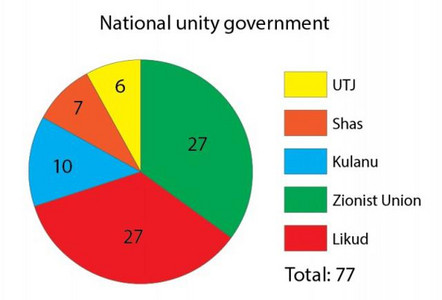 National unity government
6
7
27
10
27
UTJ
Shas
Kulanu
Zionist Union
Likud
Total: 77